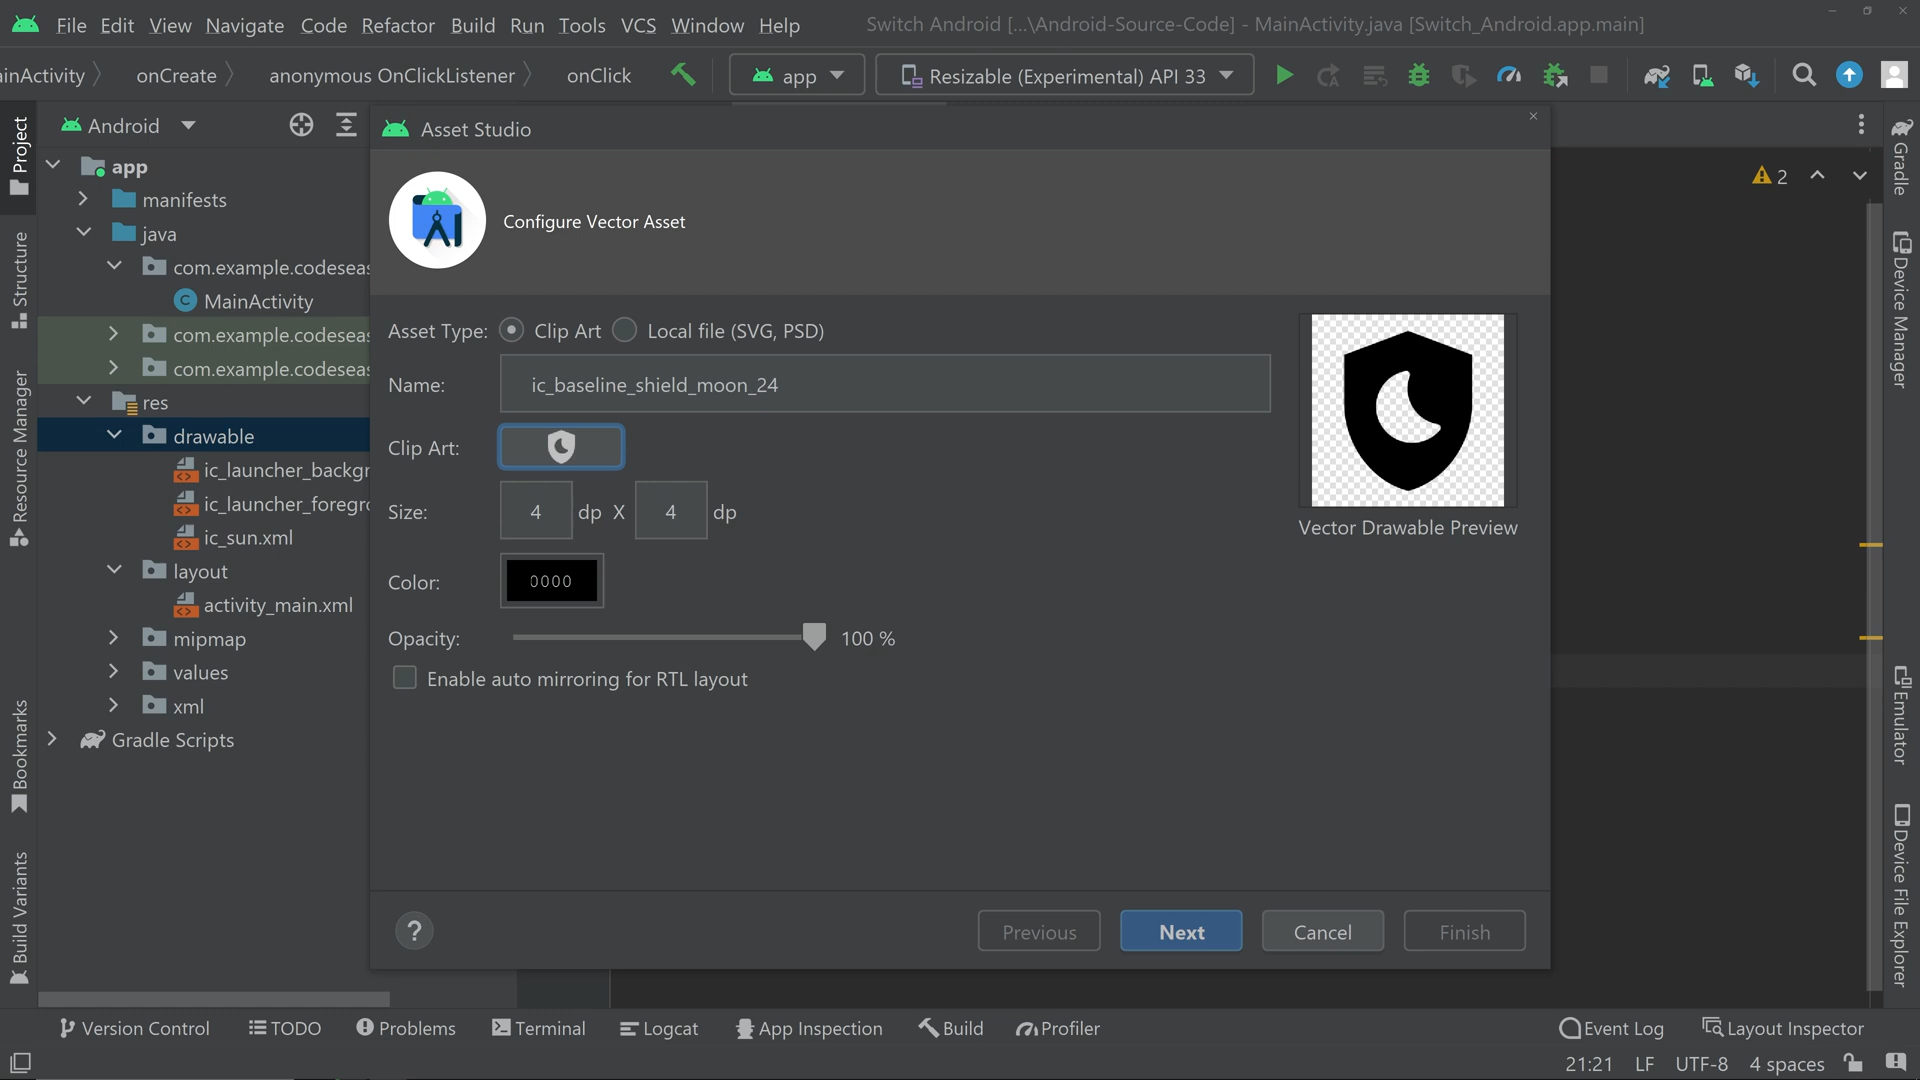 File Edit View Navigate Code Refactor Build Run Tools VCS Window Help Switch Android [...\Android-Source-Code] - MainActivity.java [Switch_Android.app.main]
inActivity onCreate anonymous OnClickListener onClick app Resizable (Experimental) API 33
Project
Structure
Resource Manager
Bookmarks
Build Variants
Android
app
manifests
java
com.example.codeseas
MainActivity
com.example.codeseas
com.example.codeseas
res
drawable
ic_launcher_backgr
ic_launcher_foregro
ic_sun.xml
layout
activity_main.xml
mipmap
values
xml
Gradle Scripts
Asset Studio
Configure Vector Asset
Asset Type: Clip Art Local file (SVG, PSD)
Name: ic_baseline_shield_moon_24
Clip Art:
Size: 4 dp X 4 dp
Color: 0000
Opacity: 100 %
Enable auto mirroring for RTL layout
Vector Drawable Preview
? Previous Next Cancel Finish
2
Gradle
Device Manager
Emulator
Device File Explorer
Version Control TODO Problems Terminal Logcat App Inspection Build Profiler Event Log Layout Inspector
21:21 LF UTF-8 4 spaces